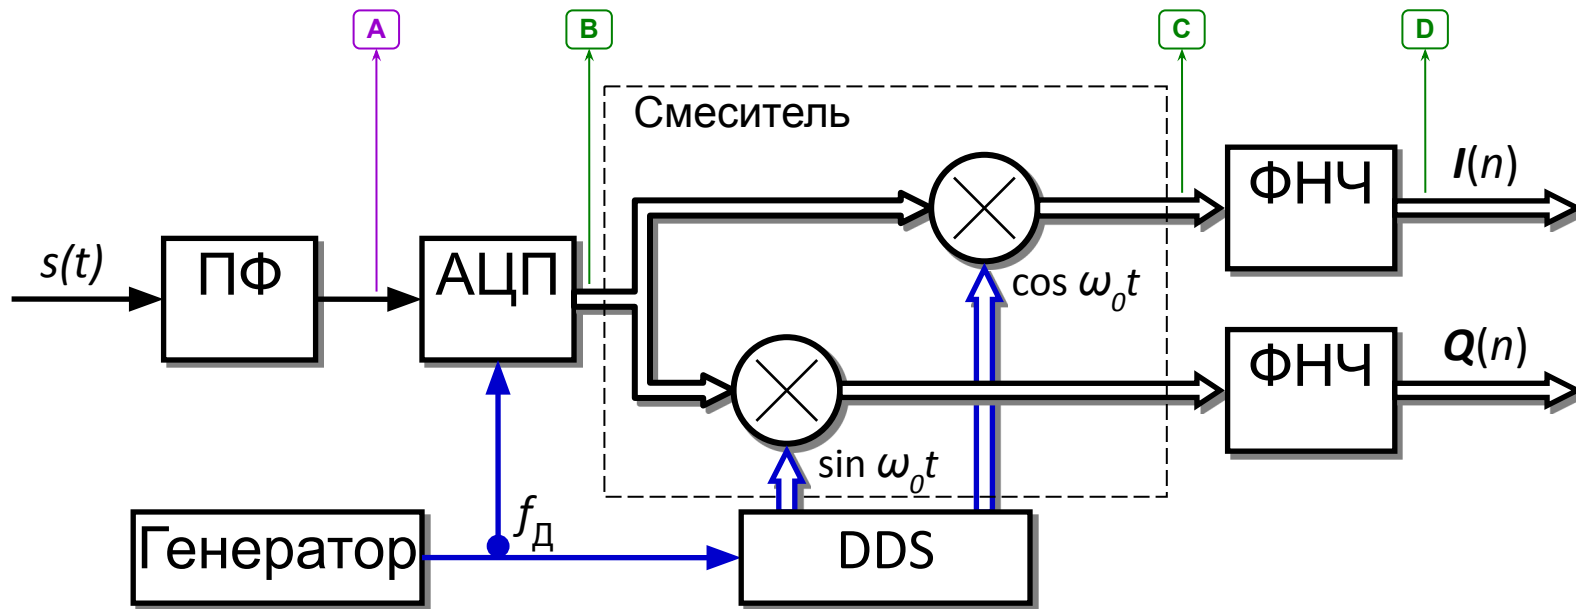 A
B
C
D
Смеситель
s(t)
ПФ
АЦП
ФНЧ
I(n)
cos ω₀t
ФНЧ
Q(n)
sin ω₀t
Генератор
fД
DDS